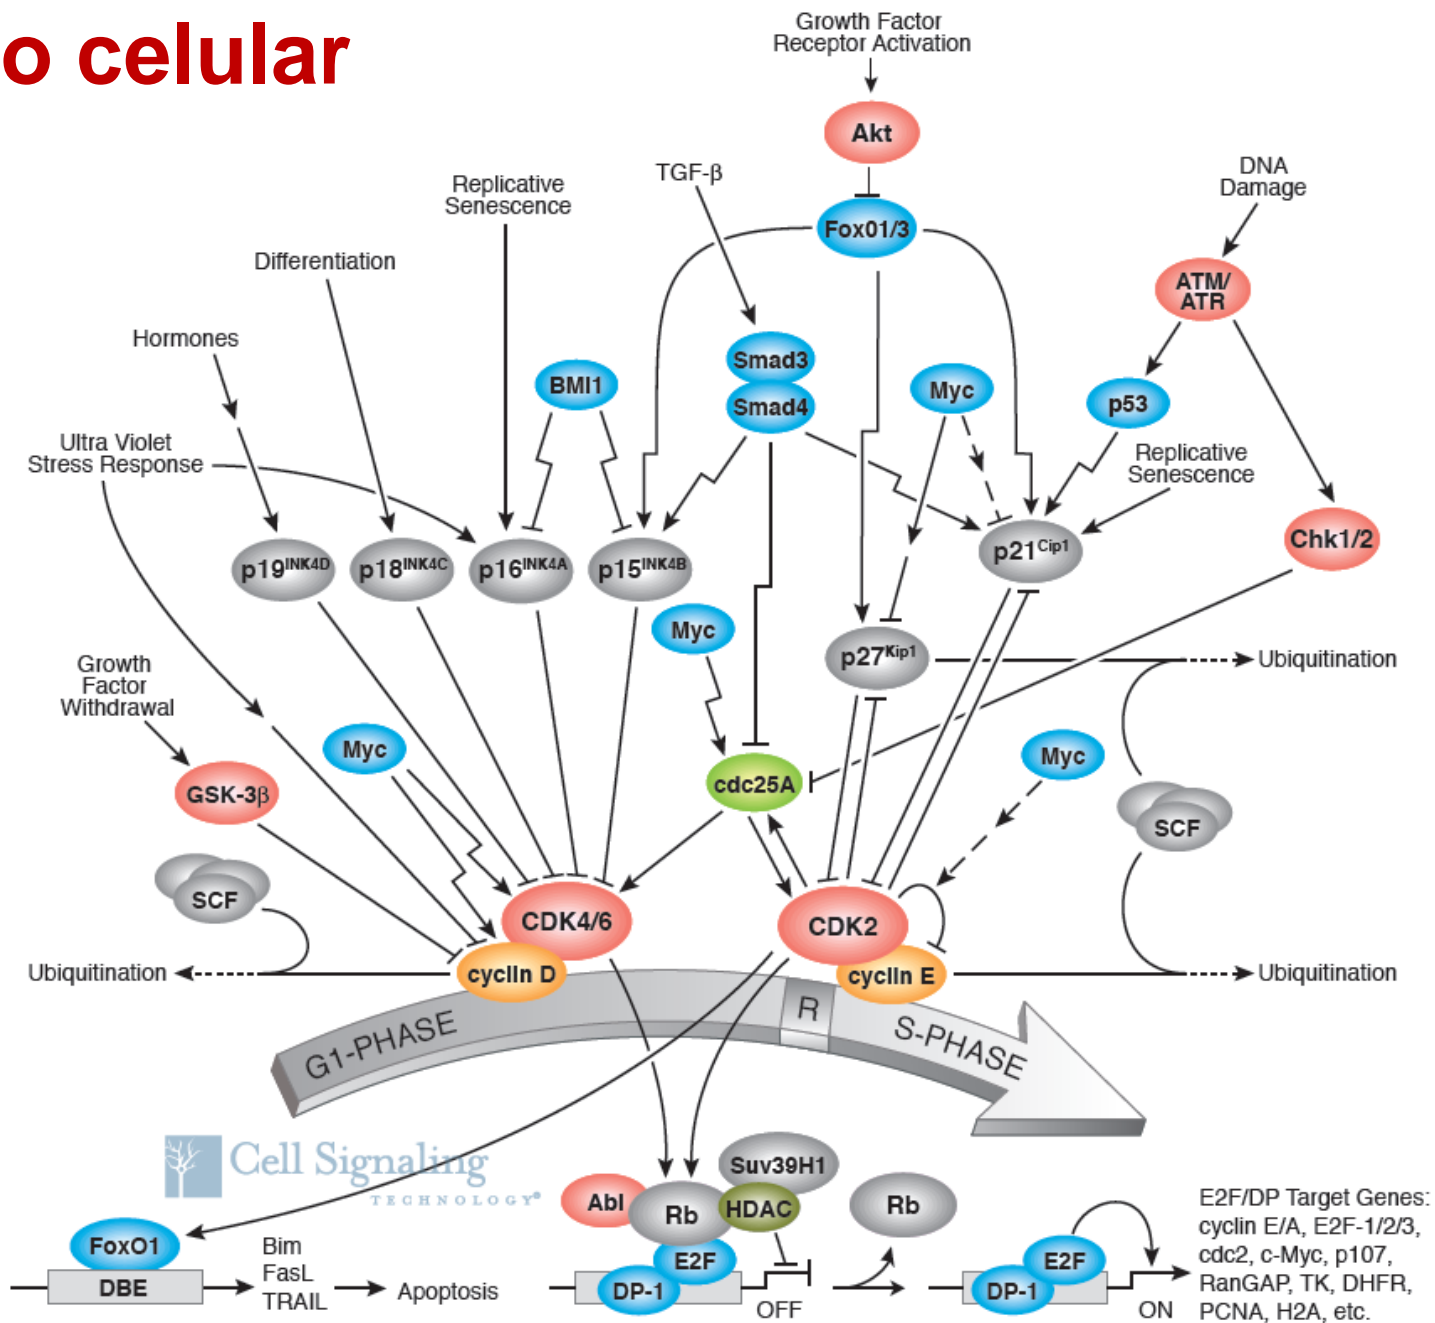 o celular
Growth Factor
Receptor Activation
Akt
TGF-β
DNA
Damage
Replicative
Senescence
Fox01/3
Differentiation
ATM/
ATR
Hormones
Smad3
BMI1
Myc
p53
Smad4
Ultra Violet
Stress Response
Replicative
Senescence
Chk1/2
p19INK4D
p18INK4C
p16INK4A
p15INK4B
p21Cip1
Myc
p27Kip1
Ubiquitination
Growth
Factor
Withdrawal
Myc
Myc
cdc25A
GSK-3β
SCF
SCF
CDK4/6
CDK2
Ubiquitination
cyclin D
cyclin E
Ubiquitination
G1-PHASE
R
S-PHASE
Cell Signaling
TECHNOLOGY®
Suv39H1
Abl
Rb
HDAC
Rb
E2F/DP Target Genes:
cyclin E/A, E2F-1/2/3,
cdc2, c-Myc, p107,
RanGAP, TK, DHFR,
PCNA, H2A, etc.
FoxO1
DBE
Bim
FasL
TRAIL
Apoptosis
E2F
DP-1
OFF
E2F
DP-1
ON